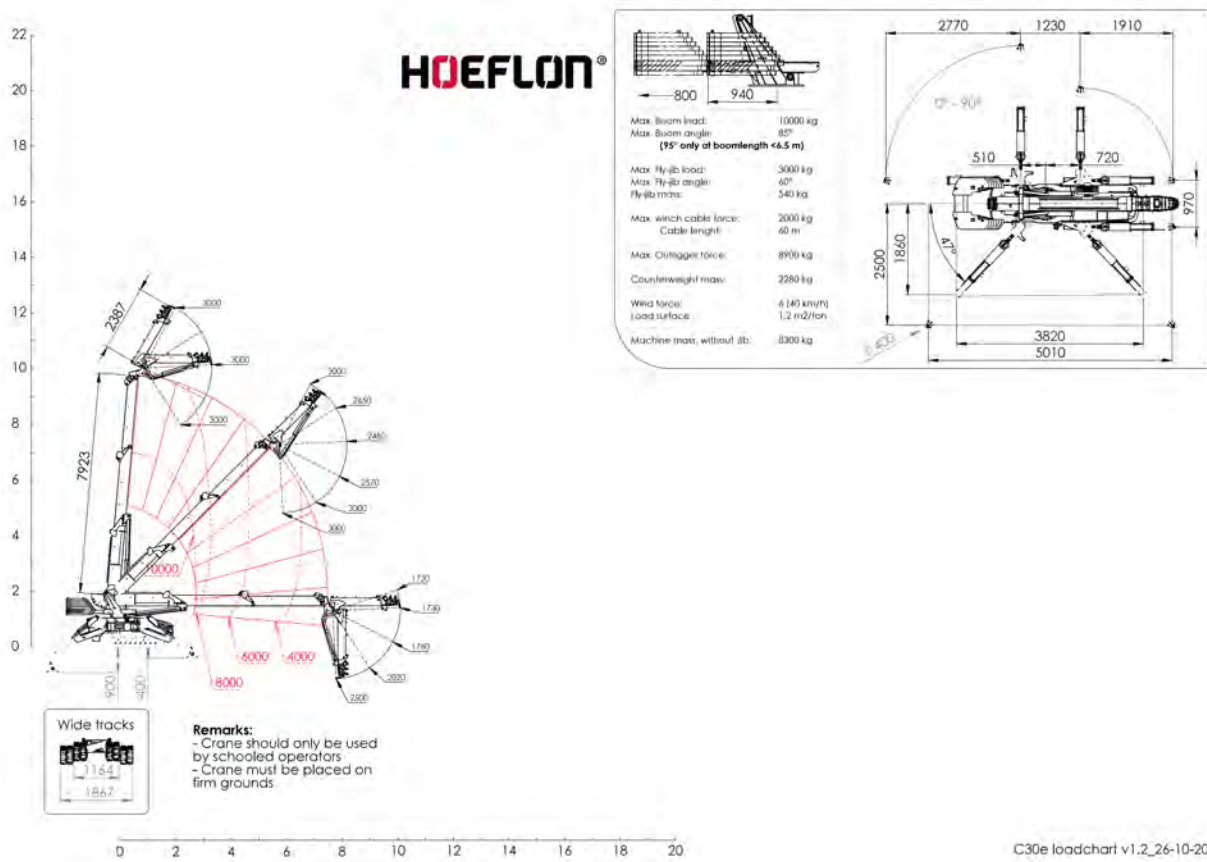 HOEFLON®
2770
1230
1910
0° - 90°
800
940
510
720
970
2500
1860
47°
3820
5010
Max. Boom load: 10000 kg
Max. Boom angle: 85°
(95° only at boomlength <6.5 m)
Max. Fly-jib load: 3000 kg
Max. Fly-jib angle: 60°
Fly-jib mass: 540 kg
Max. winch cable force: 2000 kg
Cable lenght: 60 m
Max. Outrigger force: 8900 kg
Counterweight mass: 2280 kg
Wind force: 6 (40 km/h)
Load surface: 1,2 m2/ton
Machine mass, without jib: 8300 kg
22
20
18
16
14
12
10
8
6
4
2
0
2387
3000
3000
3000
7923
3000
2650
2460
2570
3000
3000
10000
1720
1730
2020
2500
6000
4000
8000
900
400
Wide tracks
1164
1867
Remarks:
- Crane should only be used
by schooled operators
- Crane must be placed on
firm grounds
0 2 4 6 8 10 12 14 16 18 20
C30e loadchart v1.2_26-10-20